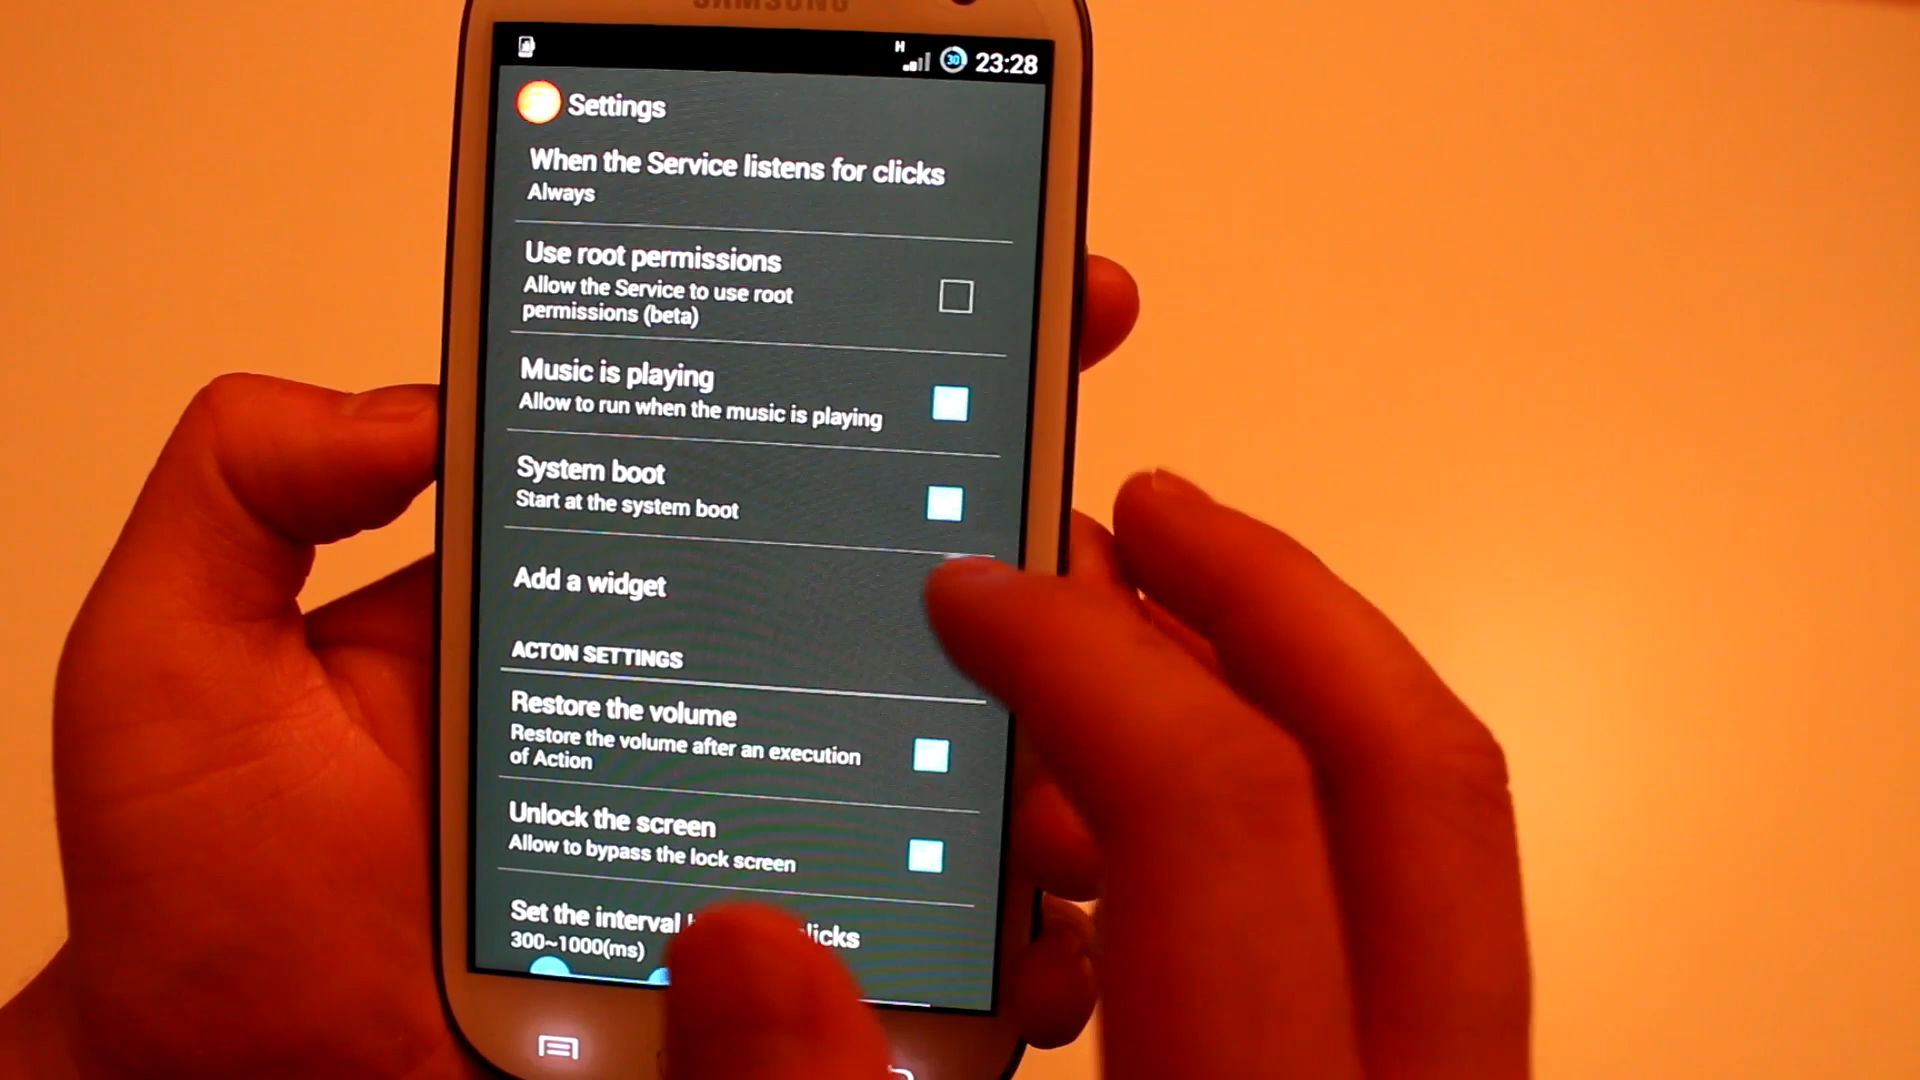 SAMSUNG
H
30
23:28
Settings
When the Service listens for clicks
Always
Use root permissions
Allow the Service to use root
permissions (beta)
Music is playing
Allow to run when the music is playing
System boot
Start at the system boot
Add a widget
ACTON SETTINGS
Restore the volume
Restore the volume after an execution
of Action
Unlock the screen
Allow to bypass the lock screen
Set the interval
300~1000(ms)